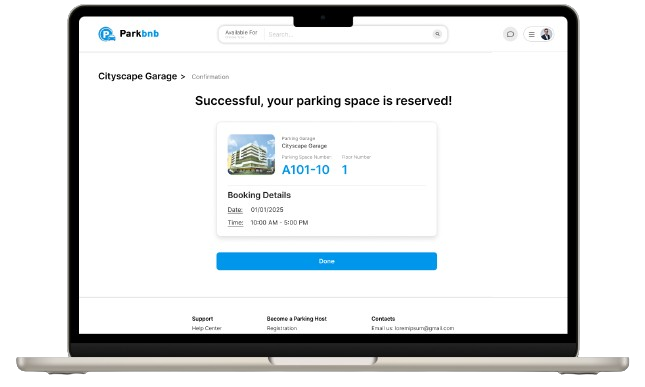 Parkbnb
Available For
Search...
Cityscape Garage > Confirmation
Successful, your parking space is reserved!
Parking Garage
Cityscape Garage
Parking Space Number Floor Number
A101-10 1
Booking Details
Date: 01/01/2025
Time: 10:00 AM - 5:00 PM
Done
Support Become a Parking Host Contacts
Help Center Registration Email us: loremipsum@gmail.com